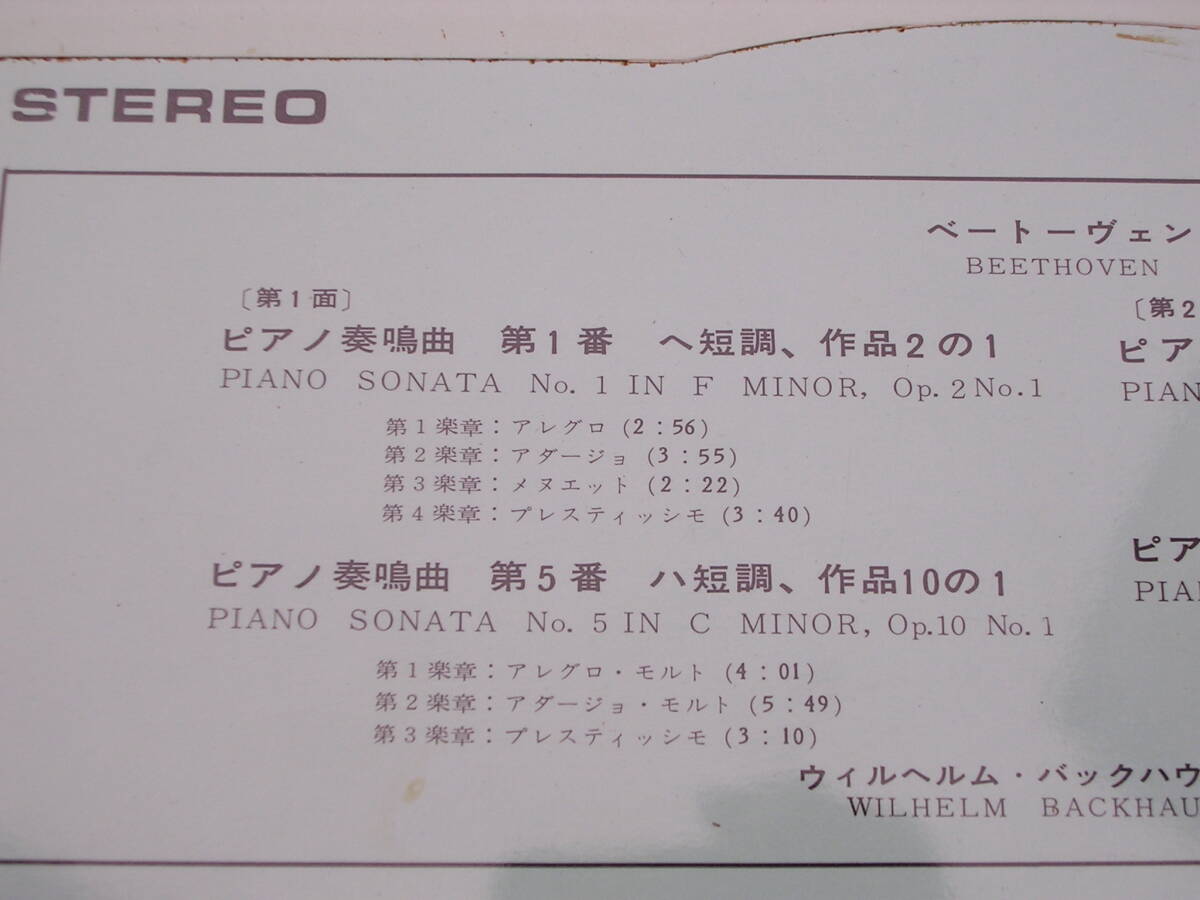 STEREO
ベートーヴェン
BEETHOVEN
〔第1面〕
ピアノ奏鳴曲 第1番 ヘ短調、作品2の1
PIANO SONATA No. 1 IN F MINOR, Op. 2 No. 1
第1楽章：アレグロ (2：56)
第2楽章：アダージョ (3：55)
第3楽章：メヌエット (2：22)
第4楽章：プレスティッシモ (3：40)
ピアノ奏鳴曲 第5番 ハ短調、作品10の1
PIANO SONATA No. 5 IN C MINOR, Op.10 No. 1
第1楽章：アレグロ・モルト (4：01)
第2楽章：アダージョ・モルト (5：49)
第3楽章：プレスティッシモ (3：10)
〔第2
ピア
PIAN
ピア
PIA
ウィルヘルム・バックハウ
WILHELM BACKHAU